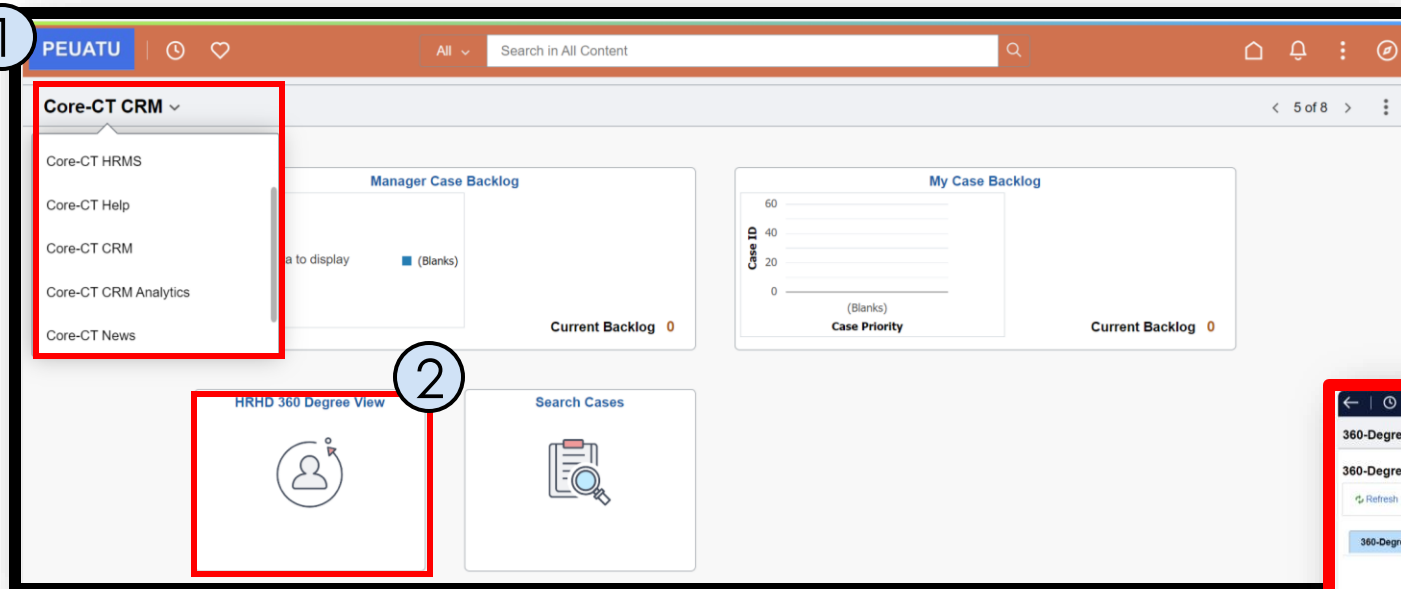 1
PEUATU
All
Search in All Content
Core-CT CRM
5 of 8
Core-CT HRMS
Core-CT Help
Core-CT CRM
Core-CT CRM Analytics
Core-CT News
Manager Case Backlog
a to display
(Blanks)
Current Backlog 0
My Case Backlog
60
40
20
0
Case ID
(Blanks)
Case Priority
Current Backlog 0
2
HRHD 360 Degree View
Search Cases
360-Degre
360-Degre
Refresh
360-Degr